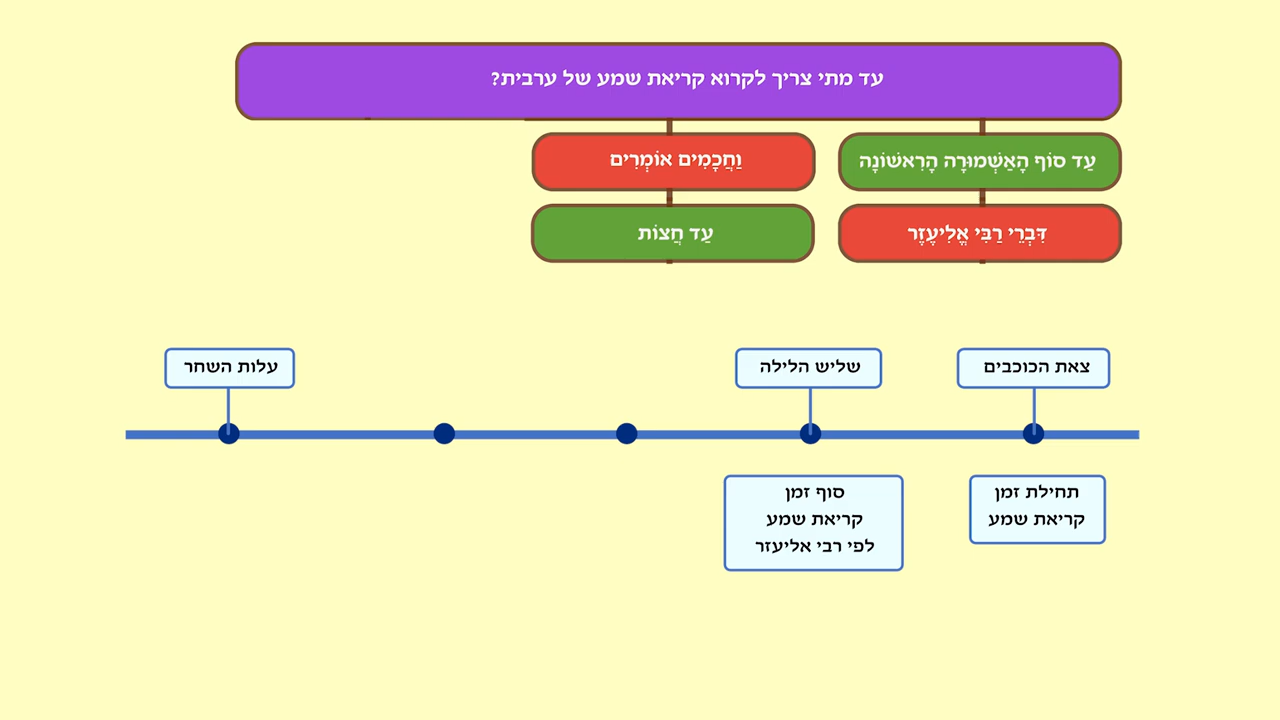 עד מתי צריך לקרוא קריאת שמע של ערבית?
עַד סוֹף הָאַשְׁמוּרָה הָרִאשׁוֹנָה
דִּבְרֵי רַבִּי אֱלִיעֶזֶר
וַחֲכָמִים אוֹמְרִים
עַד חֲצוֹת
צאת הכוכבים
שליש הלילה
עלות השחר
תחילת זמן
קריאת שמע
סוף זמן
קריאת שמע
לפי רבי אליעזר